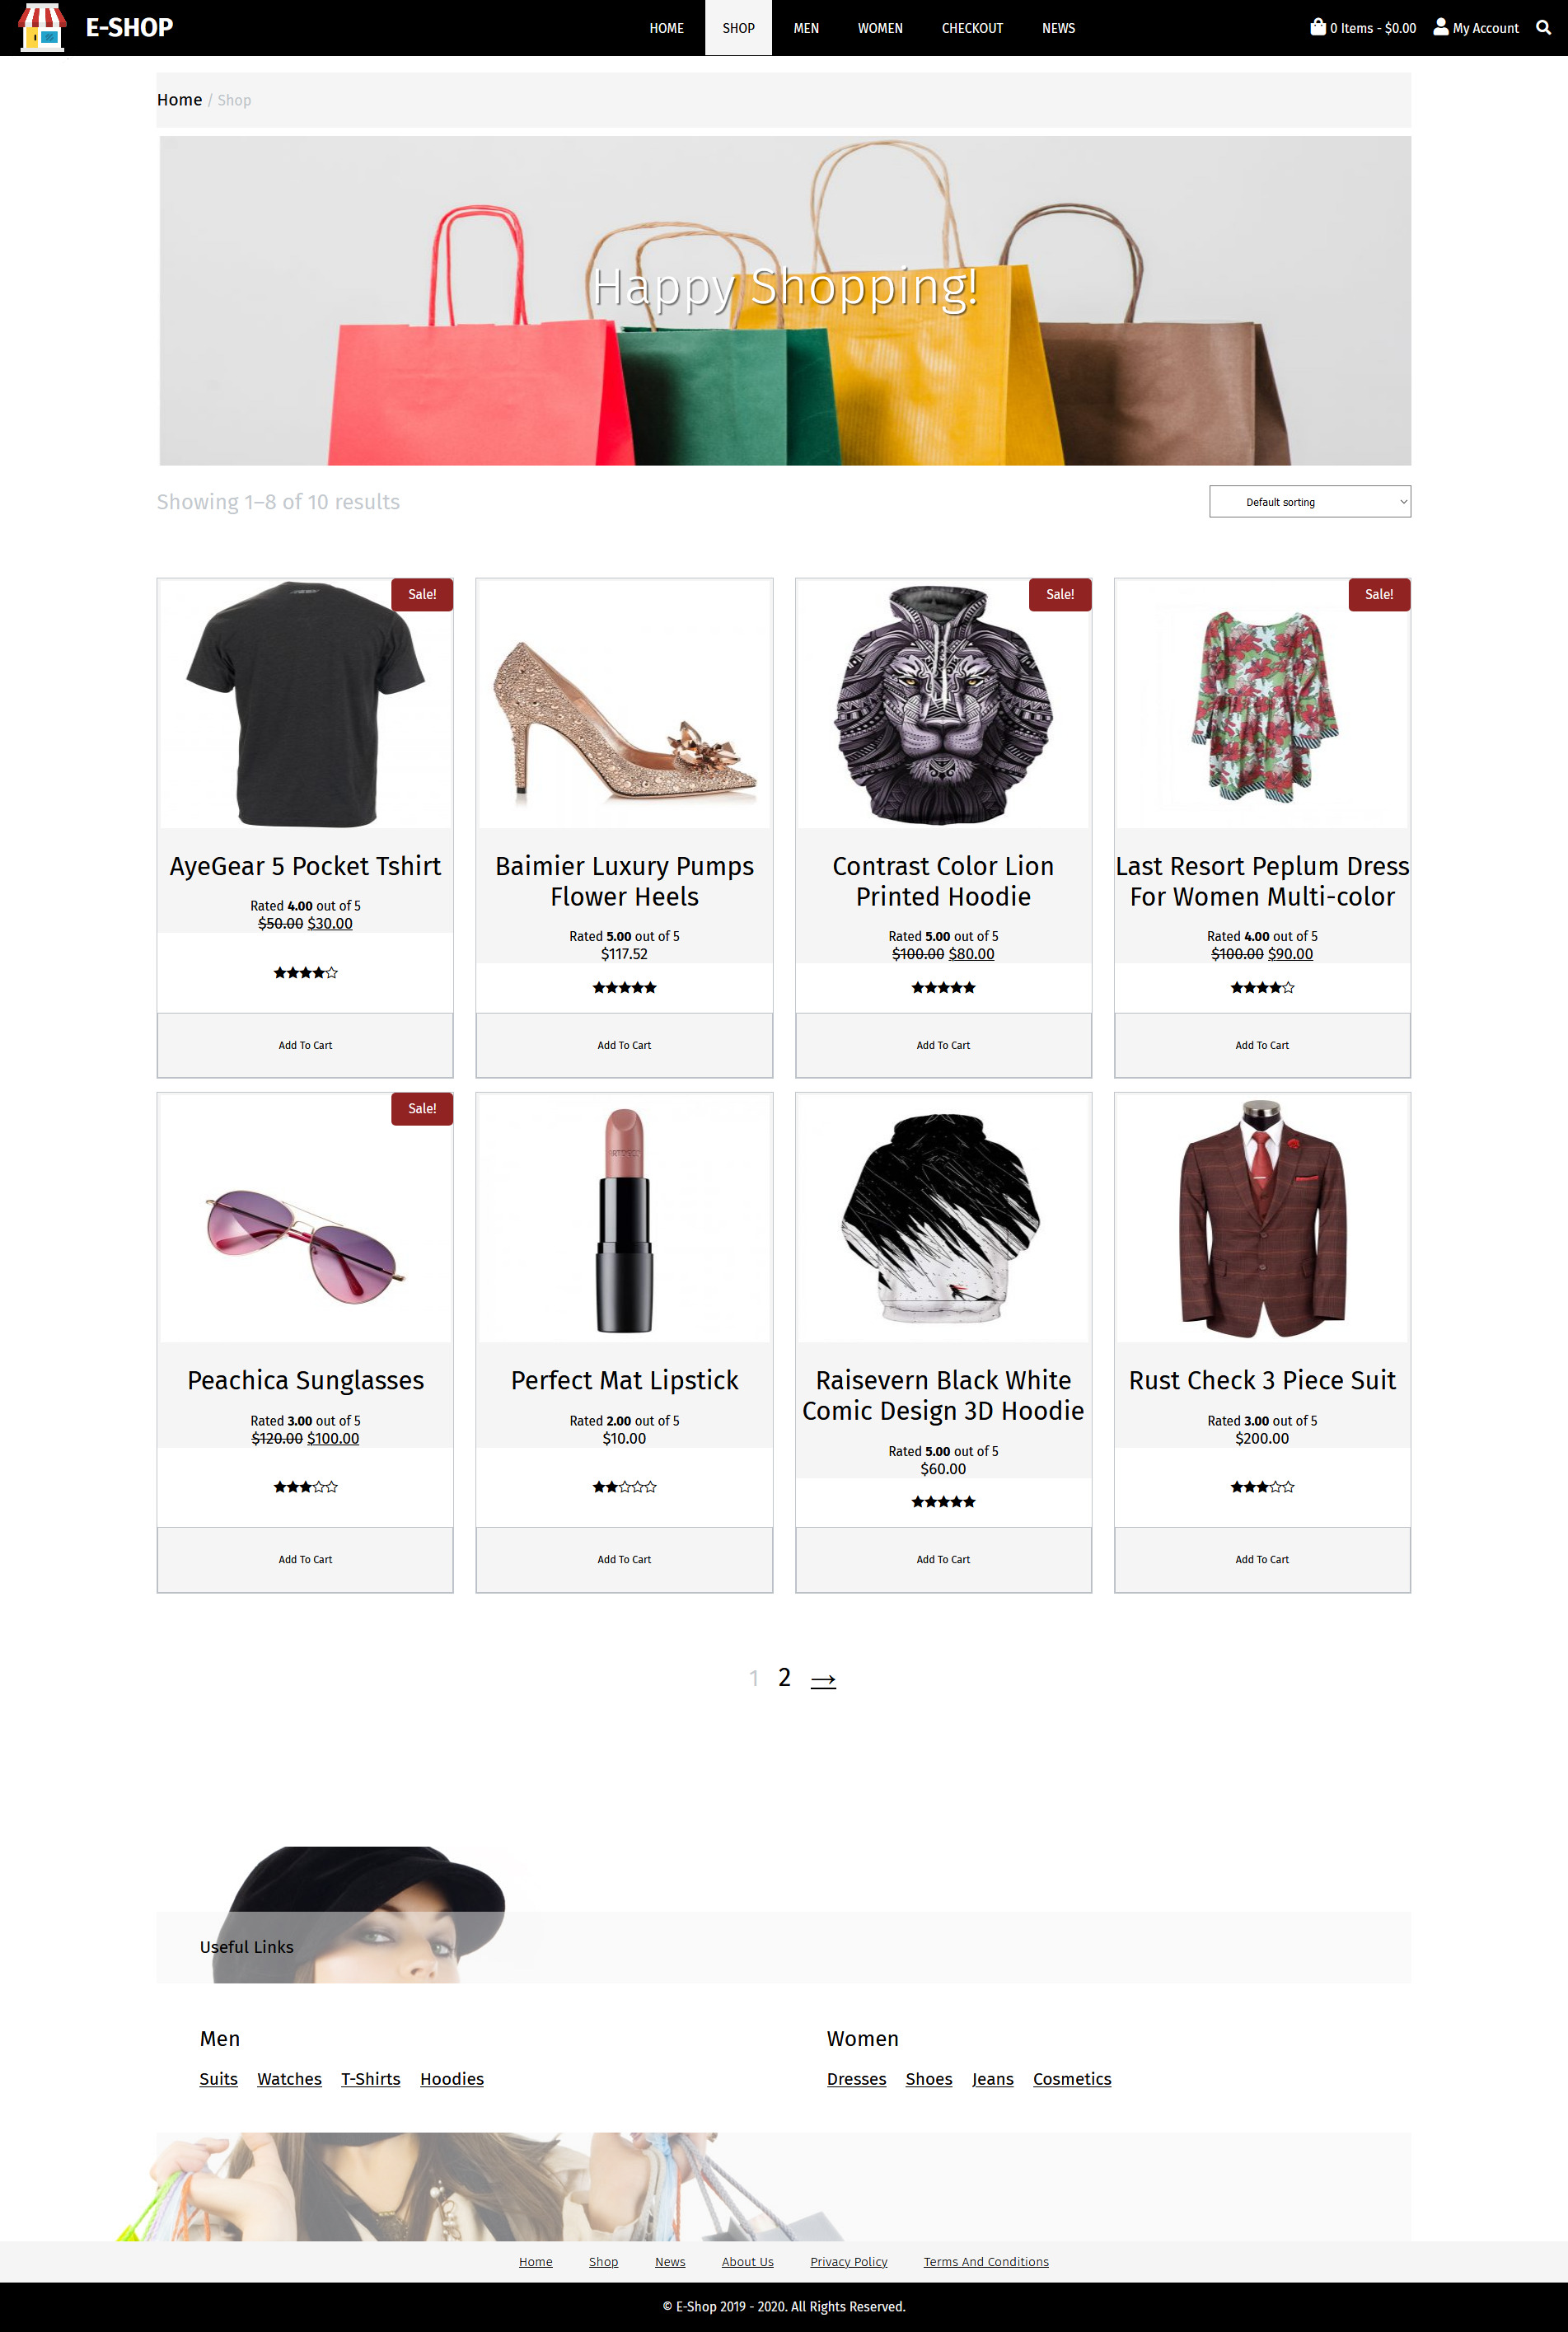 E-SHOP
HOME SHOP MEN WOMEN CHECKOUT NEWS
0 Items - $0.00 My Account
Home / Shop
Happy Shopping!
Showing 1–8 of 10 results
Default sorting
Sale!
AyeGear 5 Pocket Tshirt
Rated 4.00 out of 5
$50.00 $30.00
Add To Cart
Baimier Luxury Pumps
Flower Heels
Rated 5.00 out of 5
$117.52
Add To Cart
Sale!
Contrast Color Lion
Printed Hoodie
Rated 5.00 out of 5
$100.00 $80.00
Add To Cart
Sale!
Last Resort Peplum Dress
For Women Multi-color
Rated 4.00 out of 5
$100.00 $90.00
Add To Cart
Sale!
Peachica Sunglasses
Rated 3.00 out of 5
$120.00 $100.00
Add To Cart
Perfect Mat Lipstick
Rated 2.00 out of 5
$10.00
Add To Cart
Raisevern Black White
Comic Design 3D Hoodie
Rated 5.00 out of 5
$60.00
Add To Cart
Rust Check 3 Piece Suit
Rated 3.00 out of 5
$200.00
Add To Cart
1 2 →
Useful Links
Men
Suits Watches T-Shirts Hoodies
Women
Dresses Shoes Jeans Cosmetics
Home Shop News About Us Privacy Policy Terms And Conditions
© E-Shop 2019 - 2020. All Rights Reserved.